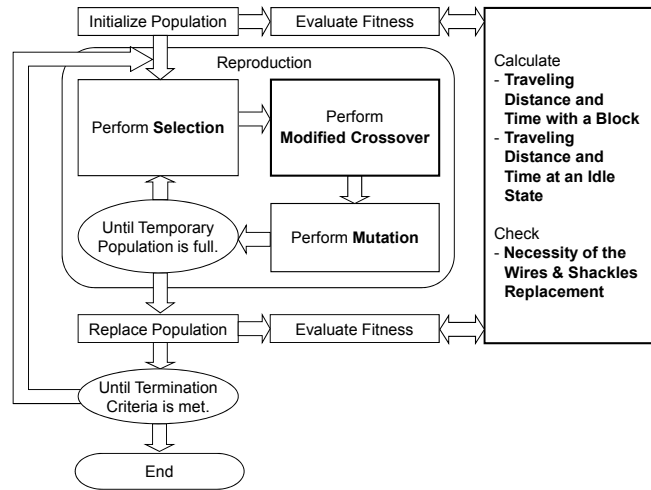 Initialize Population
Evaluate Fitness
Reproduction
Perform Selection
Perform
Modified Crossover
Until Temporary
Population is full.
Perform Mutation
Replace Population
Evaluate Fitness
Until Termination
Criteria is met.
End
Calculate
- Traveling
Distance and
Time with a Block
- Traveling
Distance and
Time at an Idle
State
Check
- Necessity of the
Wires & Shackles
Replacement